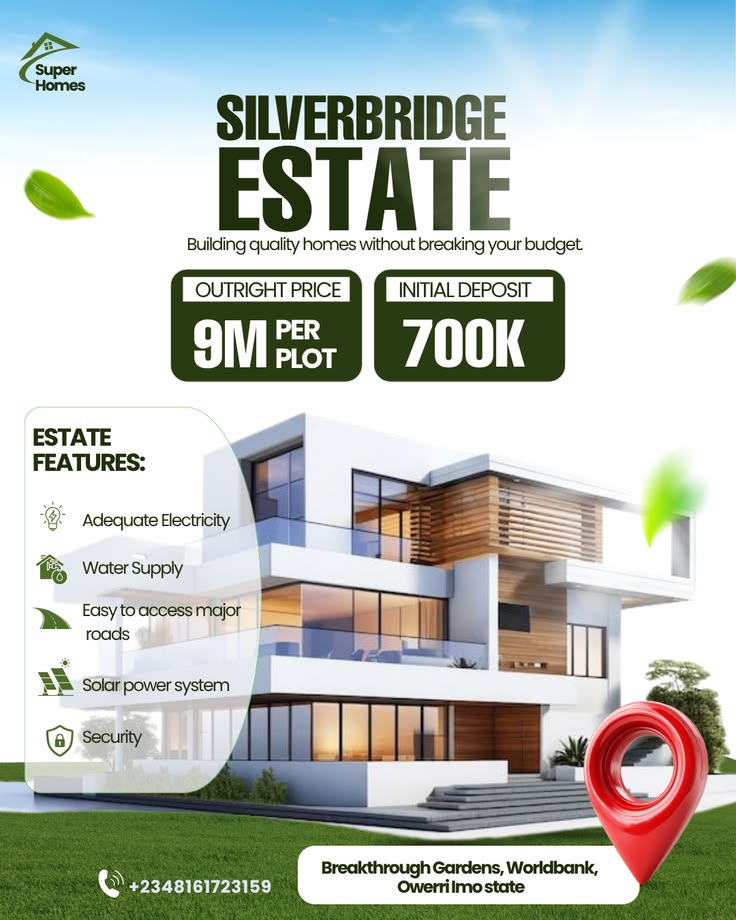 Super
Homes
SILVERBRIDGE
ESTATE
Building quality homes without breaking your budget.
OUTRIGHT PRICE
9M PER
PLOT
INITIAL DEPOSIT
700K
ESTATE
FEATURES:
Adequate Electricity
Water Supply
Easy to access major
roads
Solar power system
Security
+2348161723159
Breakthrough Gardens, Worldbank,
Owerri Imo state